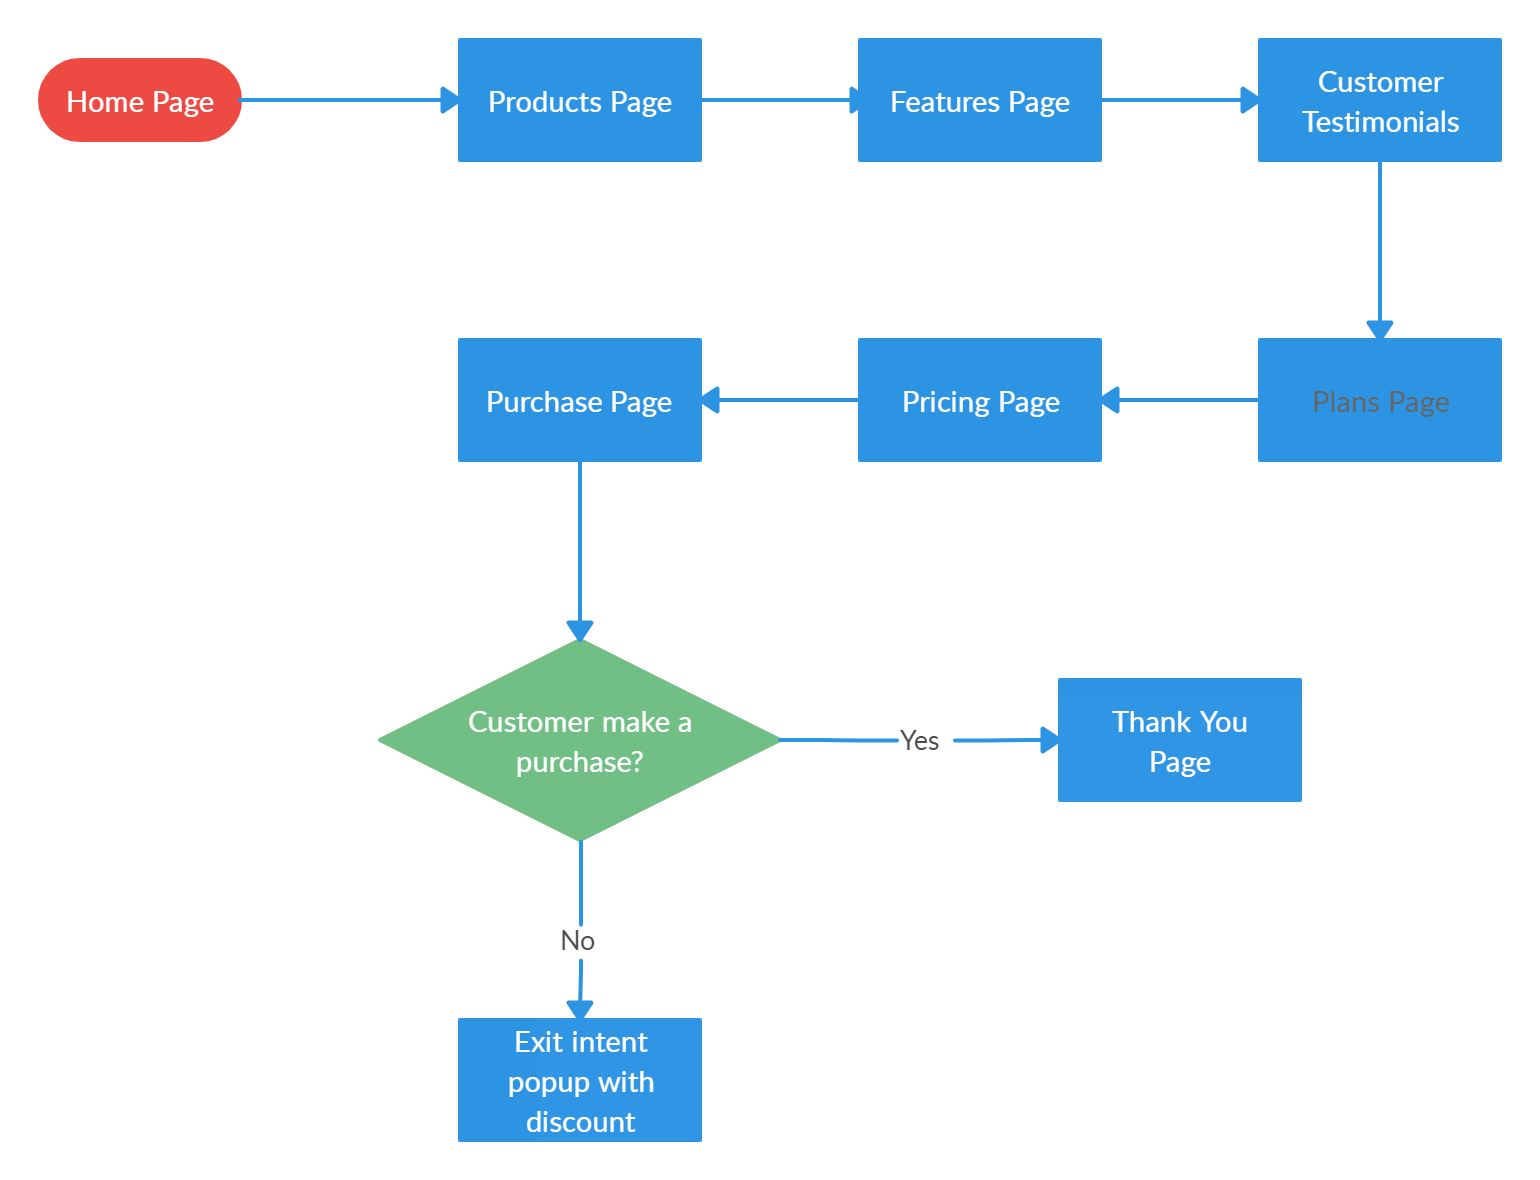 Home Page
Products Page
Features Page
Customer
Testimonials
Purchase Page
Pricing Page
Plans Page
Customer make a
purchase?
Yes
Thank You
Page
No
Exit intent
popup with
discount